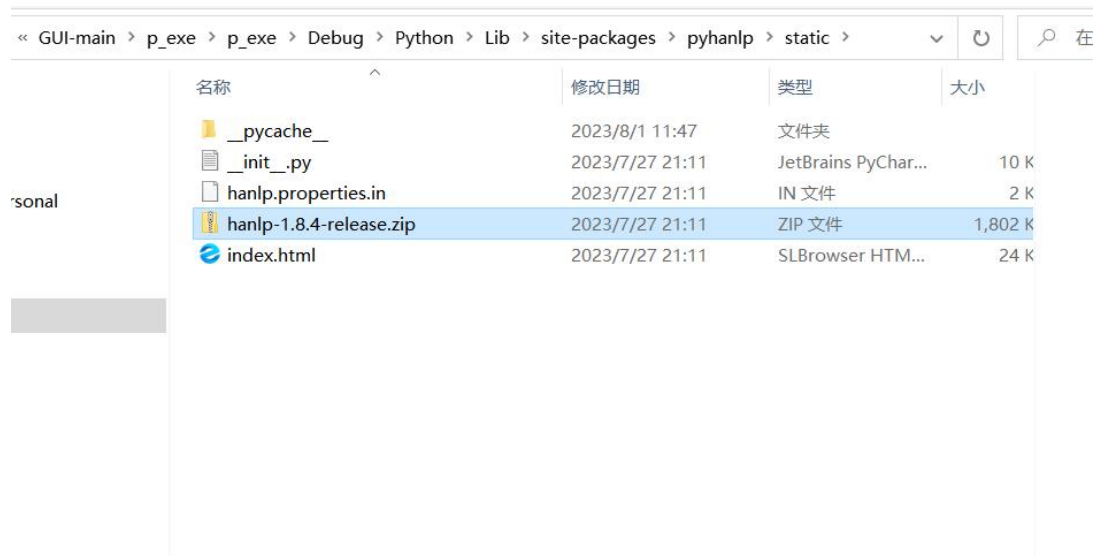 « GUI-main > p_exe > p_exe > Debug > Python > Lib > site-packages > pyhanlp > static > 在
名称 修改日期 类型 大小
__pycache__ 2023/8/1 11:47 文件夹
__init__.py 2023/7/27 21:11 JetBrains PyChar... 10 K
rsonal
hanlp.properties.in 2023/7/27 21:11 IN 文件 2 K
hanlp-1.8.4-release.zip 2023/7/27 21:11 ZIP 文件 1,802 K
index.html 2023/7/27 21:11 SLBrowser HTM... 24 K